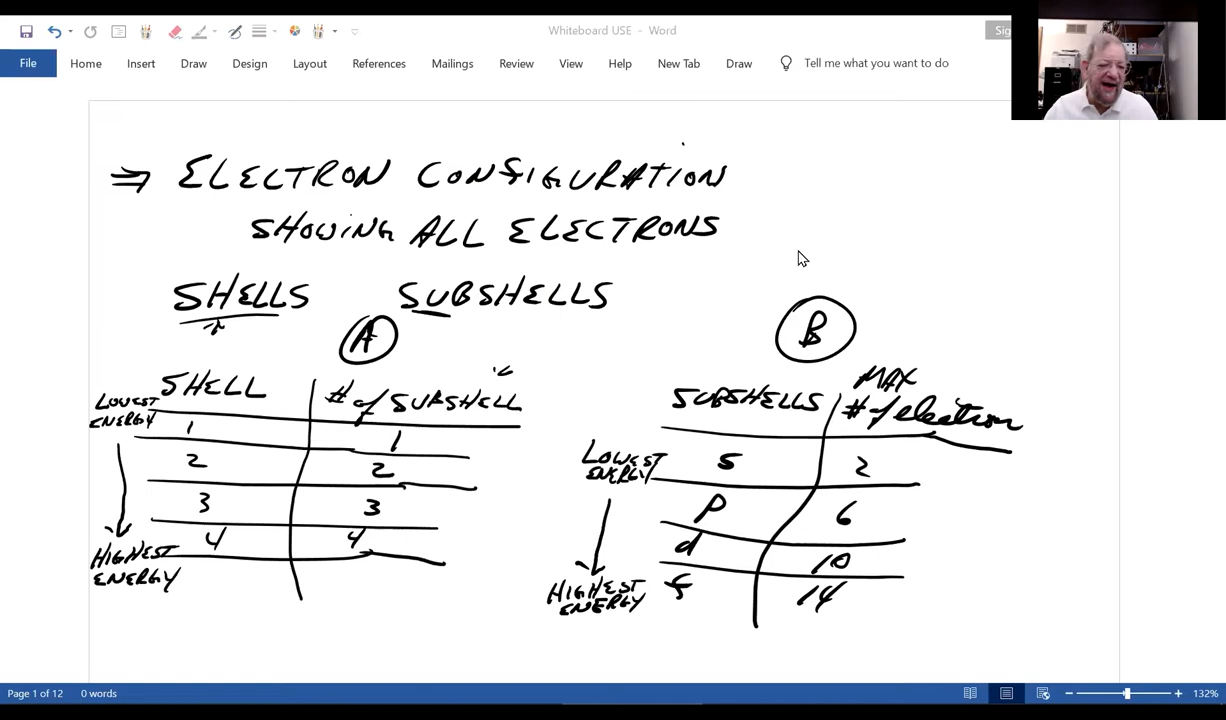 Whiteboard USE - Word
File Home Insert Draw Design Layout References Mailings Review View Help New Tab Draw Tell me what you want to do
⇒ ELECTRON CONFIGURATION
SHOWING ALL ELECTRONS
SHELLS SUBSHELLS
A
SHELL # of SUBSHELL
LOWEST
ENERGY
1 1
2 2
3 3
4 4
HIGHEST
ENERGY
B
SUBSHELLS MAX
# of electron
LOWEST
ENERGY
s 2
p 6
d 10
f 14
HIGHEST
ENERGY
Page 1 of 12 0 words 132%